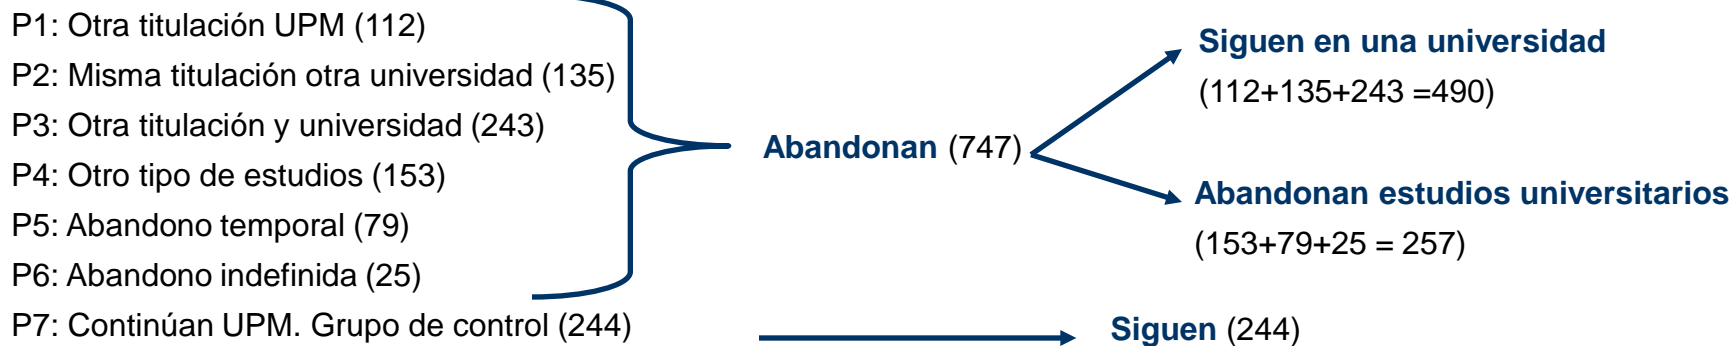 P1: Otra titulación UPM (112)
P2: Misma titulación otra universidad (135)
P3: Otra titulación y universidad (243)
P4: Otro tipo de estudios (153)
P5: Abandono temporal (79)
P6: Abandono indefinida (25)
P7: Continúan UPM. Grupo de control (244)
Abandonan (747)
Siguen en una universidad
(112+135+243 =490)
Abandonan estudios universitarios
(153+79+25 = 257)
Siguen (244)